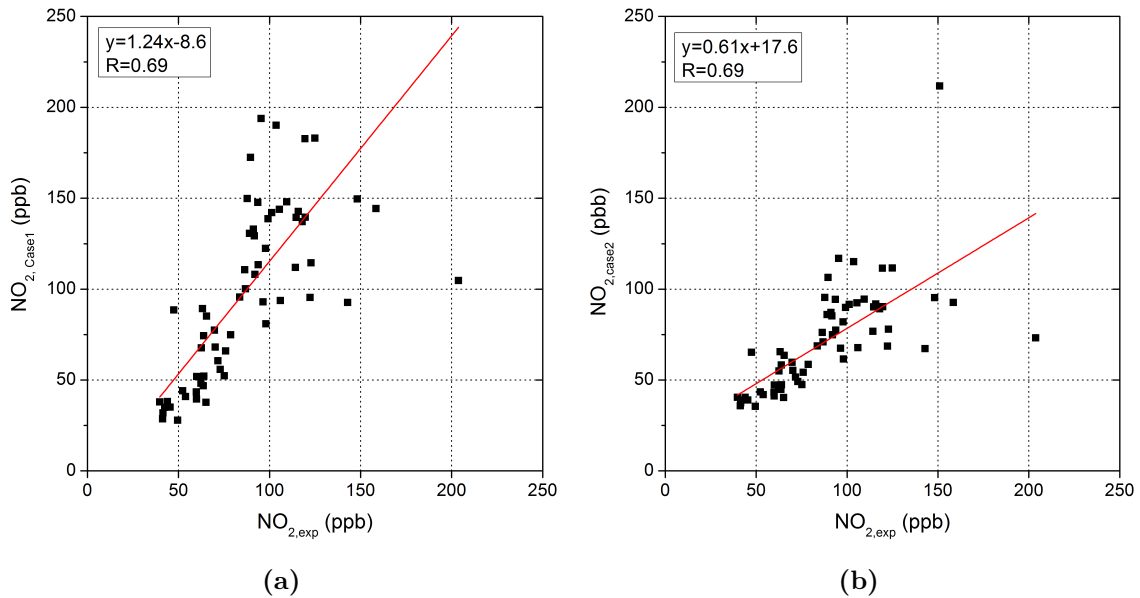 y=1.24x-8.6
R=0.69
250
200
150
100
50
0
NO2, Case1 (ppb)
0 50 100 150 200 250
NO2,exp (ppb)
(a)
y=0.61x+17.6
R=0.69
250
200
150
100
50
0
NO2,case2 (pbb)
0 50 100 150 200 250
NO2,exp (ppb)
(b)